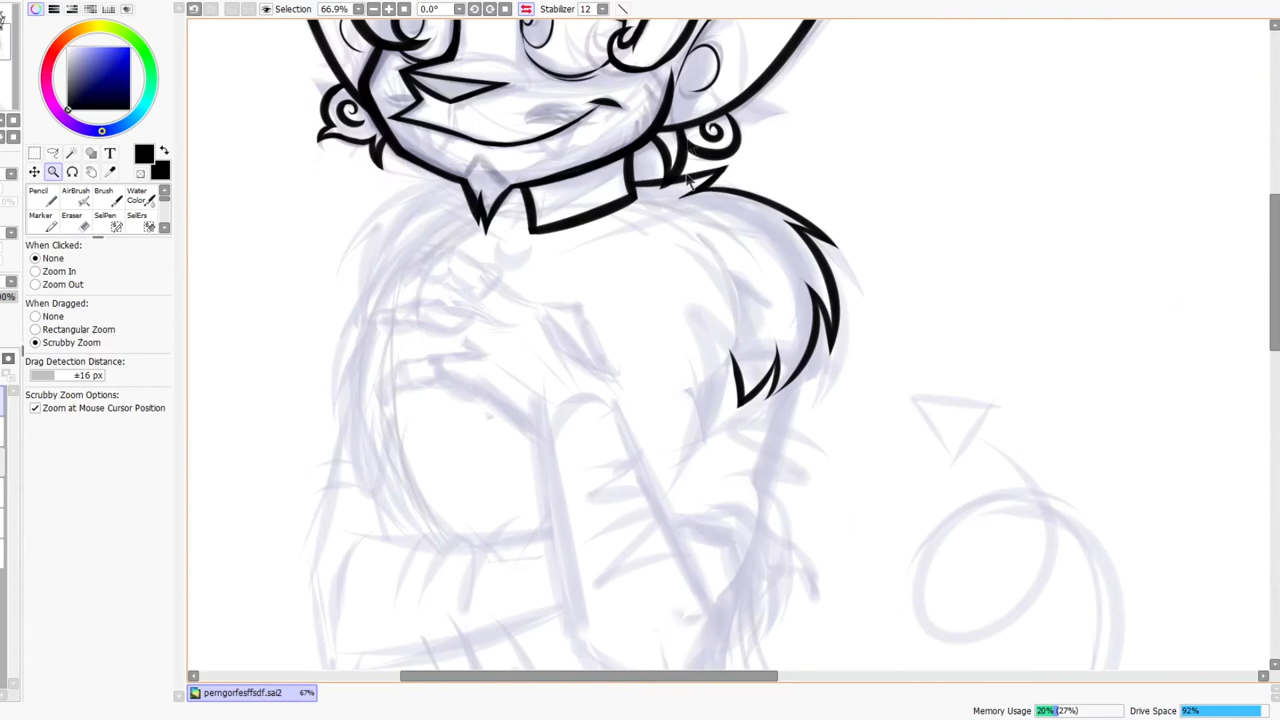 Selection 66.9% 0.0° Stabilizer 12
T
Pencil AirBrush Brush Water Color
Marker Eraser SelPen SelErs
When Clicked:
None
Zoom In
Zoom Out
When Dragged:
None
Rectangular Zoom
Scrubby Zoom
Drag Detection Distance:
±16 px
Scrubby Zoom Options:
Zoom at Mouse Cursor Position
perngorfesffsdf.sai2 67%
Memory Usage 20% (27%) Drive Space 92%